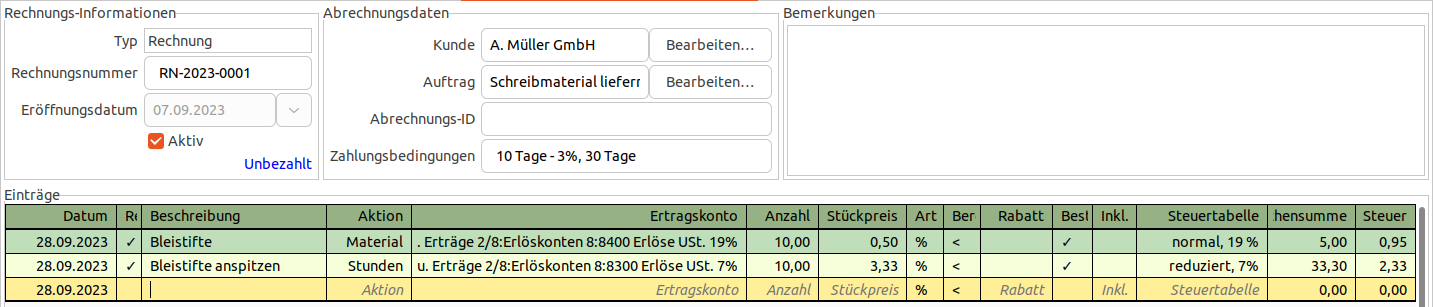 Rechnungs-Informationen
Typ Rechnung
Rechnungsnummer RN-2023-0001
Eröffnungsdatum 07.09.2023
Aktiv
Unbezahlt
Abrechnungsdaten
Kunde A. Müller GmbH Bearbeiten...
Auftrag Schreibmaterial liefern Bearbeiten...
Abrechnungs-ID
Zahlungsbedingungen 10 Tage - 3%, 30 Tage
Bemerkungen
Einträge
Datum Re Beschreibung Aktion Ertragskonto Anzahl Stückpreis Art Ber Rabatt Best Inkl. Steuertabelle hensumme Steuer
28.09.2023 ✓ Bleistifte Material . Erträge 2/8:Erlöskonten 8:8400 Erlöse USt. 19% 10,00 0,50 % < ✓ normal, 19 % 5,00 0,95
28.09.2023 ✓ Bleistifte anspitzen Stunden u. Erträge 2/8:Erlöskonten 8:8300 Erlöse USt. 7% 10,00 3,33 % < ✓ reduziert, 7% 33,30 2,33
28.09.2023 Aktion Ertragskonto Anzahl Stückpreis % < Rabatt Inkl. Steuertabelle 0,00 0,00